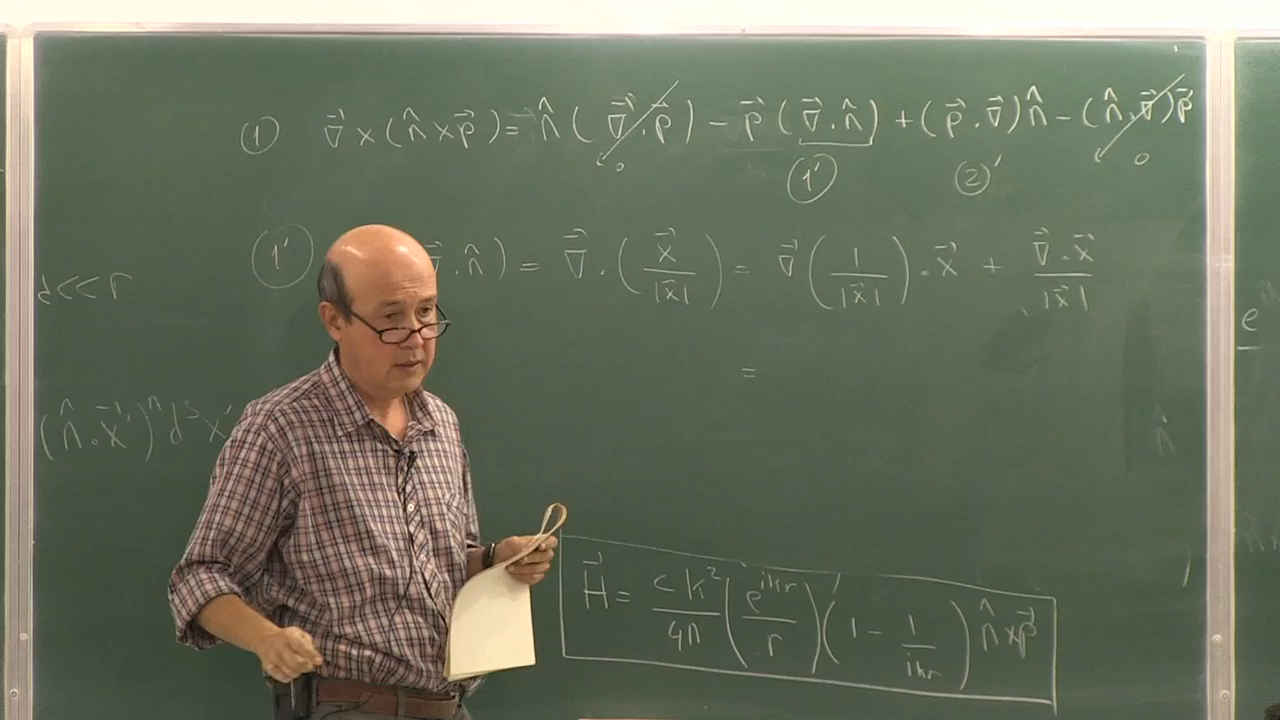 ① ∇⃗ × (n̂ × p⃗) = n̂ (∇⃗ · p⃗) − p⃗ (∇⃗ · n̂) + (p⃗ · ∇⃗) n̂ − (n̂ · ∇⃗) p⃗
0 1' 2' 0
1' ∇⃗ · n̂) = ∇⃗ · (x⃗ / |x⃗|) = ∇⃗ (1 / |x⃗|) · x⃗ + ∇⃗ · x⃗ / |x⃗|
d << r
e
=
(n̂ · x⃗')ⁿ d³x'
n̂
H⃗ = ck² / 4π (e^{ikr} / r) (1 − 1 / ikr) n̂ × p⃗